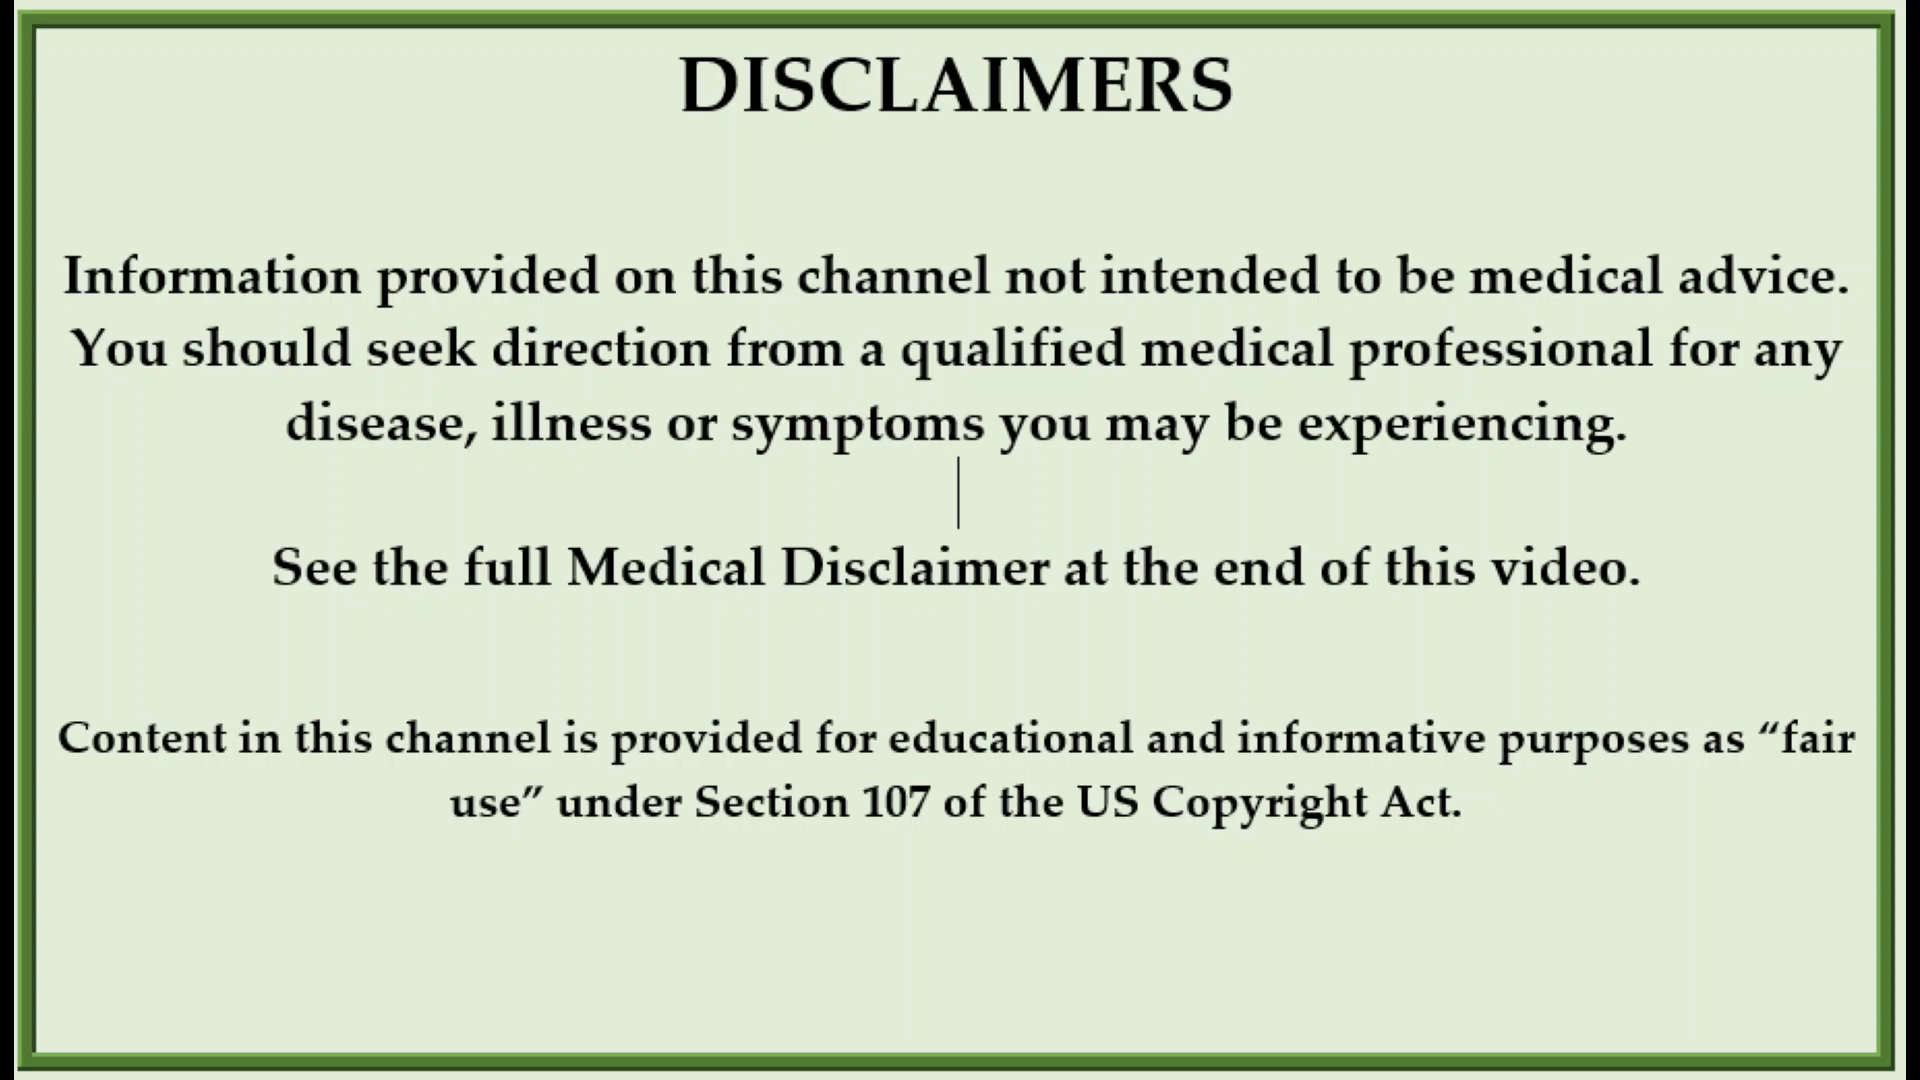 DISCLAIMERS
Information provided on this channel not intended to be medical advice.
You should seek direction from a qualified medical professional for any
disease, illness or symptoms you may be experiencing.
See the full Medical Disclaimer at the end of this video.
Content in this channel is provided for educational and informative purposes as “fair
use” under Section 107 of the US Copyright Act.